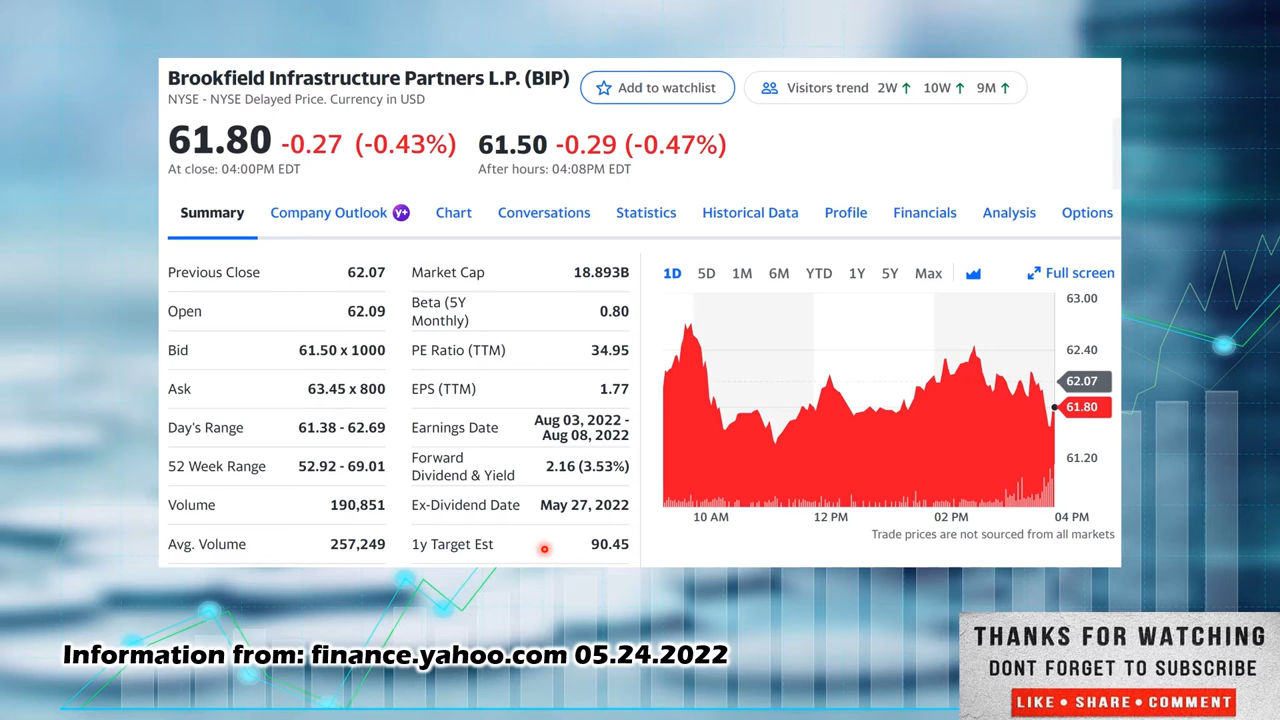 Brookfield Infrastructure Partners L.P. (BIP)
Add to watchlist
Visitors trend 2W 10W 9M
NYSE - NYSE Delayed Price. Currency in USD
61.80 -0.27 (-0.43%) 61.50 -0.29 (-0.47%)
At close: 04:00PM EDT After hours: 04:08PM EDT
Summary Company Outlook y+ Chart Conversations Statistics Historical Data Profile Financials Analysis Options
Previous Close 62.07
Open 62.09
Bid 61.50 x 1000
Ask 63.45 x 800
Day's Range 61.38 - 62.69
52 Week Range 52.92 - 69.01
Volume 190,851
Avg. Volume 257,249
Market Cap 18.893B
Beta (5Y
Monthly) 0.80
PE Ratio (TTM) 34.95
EPS (TTM) 1.77
Earnings Date Aug 03, 2022 -
Aug 08, 2022
Forward
Dividend & Yield 2.16 (3.53%)
Ex-Dividend Date May 27, 2022
1y Target Est 90.45
1D 5D 1M 6M YTD 1Y 5Y Max Full screen
63.00
62.40
62.07
61.80
61.20
10 AM 12 PM 02 PM 04 PM
Trade prices are not sourced from all markets
Information from: finance.yahoo.com 05.24.2022
THANKS FOR WATCHING
DONT FORGET TO SUBSCRIBE
LIKE • SHARE • COMMENT